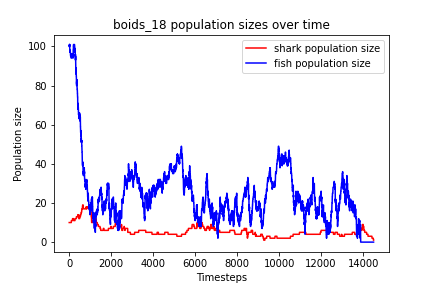 boids_18 population sizes over time
shark population size
fish population size
Population size
100
80
60
40
20
0
0 2000 4000 6000 8000 10000 12000 14000
Timesteps